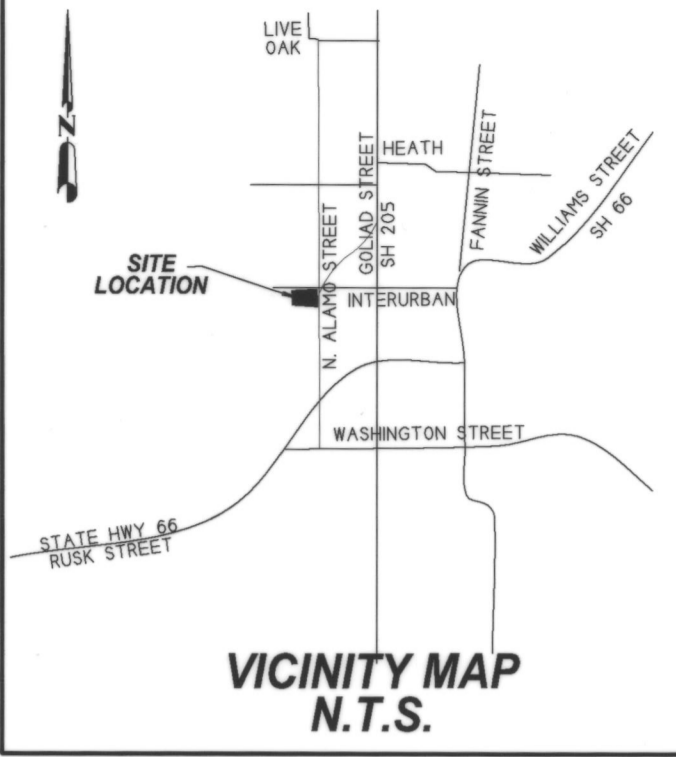 LIVE
OAK
N
HEATH
GOLIAD STREET
SH 205
FANNIN STREET
WILLIAMS STREET
SH 66
N. ALAMO STREET
SITE
LOCATION
INTERURBAN
WASHINGTON STREET
STATE HWY 66
RUSK STREET
VICINITY MAP
N.T.S.